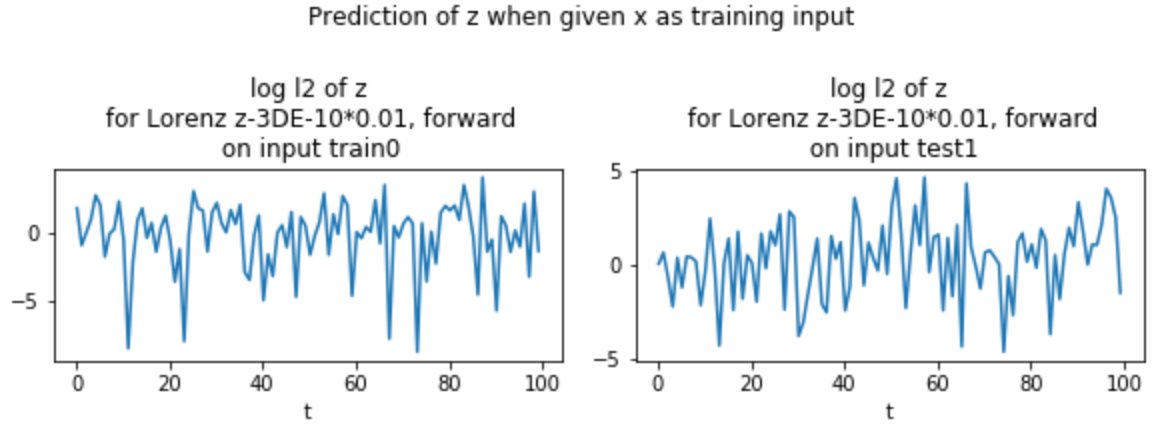 Prediction of z when given x as training input
log l2 of z
for Lorenz z-3DE-10*0.01, forward
on input train0
0
−5
0
20
40
60
80
100
t
log l2 of z
for Lorenz z-3DE-10*0.01, forward
on input test1
5
0
−5
0
20
40
60
80
100
t